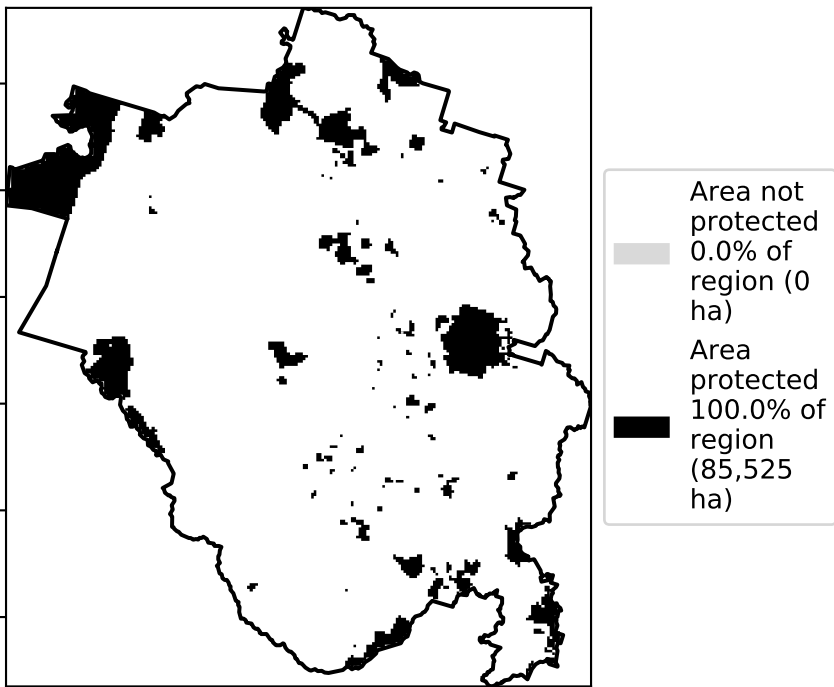 Area not
protected
0.0% of
region (0
ha)
Area
protected
100.0% of
region
(85,525
ha)